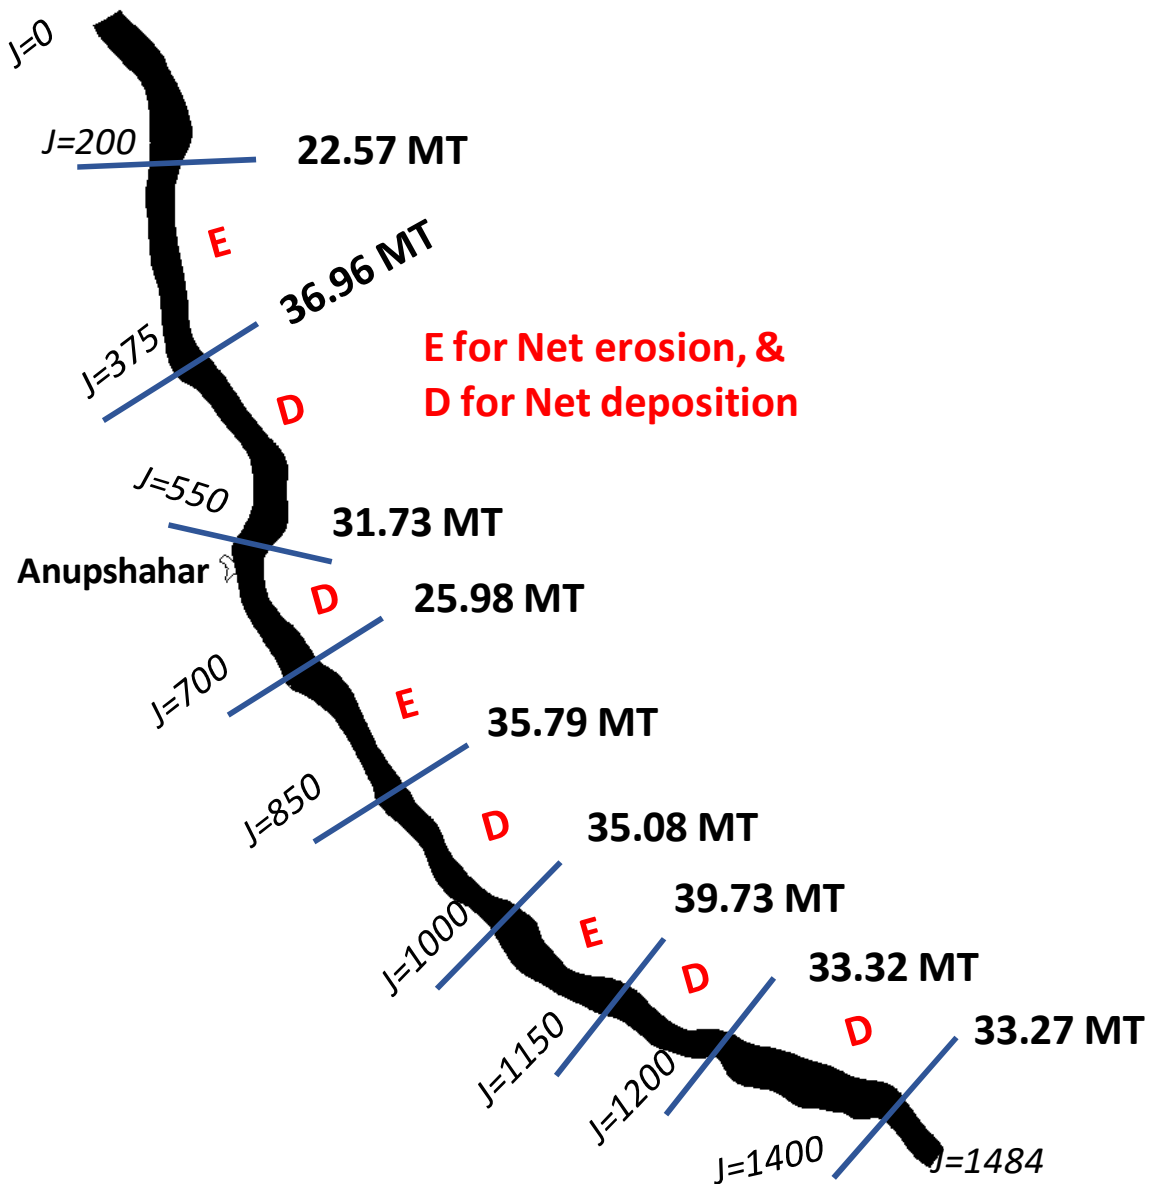 J=0
J=200
22.57 MT
E
36.96 MT
J=375
E for Net erosion, &
D for Net deposition
D
J=550
31.73 MT
Anupshahar
D
25.98 MT
J=700
E
35.79 MT
J=850
D
35.08 MT
J=1000
E
39.73 MT
J=1150
D
33.32 MT
J=1200
D
33.27 MT
J=1400
J=1484